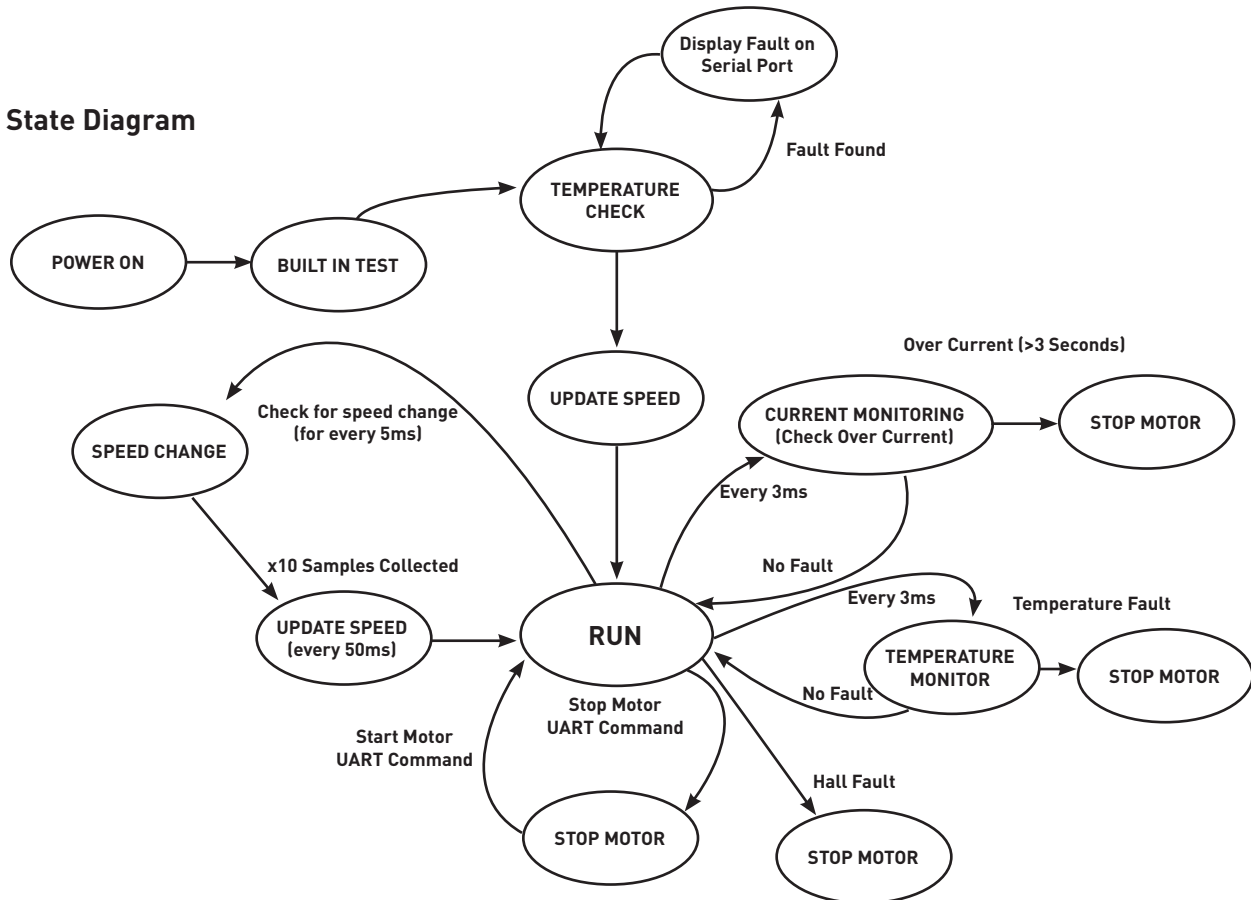 Display Fault on
Serial Port
State Diagram
Fault Found
TEMPERATURE
CHECK
POWER ON
BUILT IN TEST
Over Current (>3 Seconds)
Check for speed change
(for every 5ms)
UPDATE SPEED
CURRENT MONITORING
(Check Over Current)
STOP MOTOR
SPEED CHANGE
Every 3ms
x10 Samples Collected
No Fault
Every 3ms
Temperature Fault
UPDATE SPEED
(every 50ms)
RUN
TEMPERATURE
MONITOR
STOP MOTOR
No Fault
Stop Motor
UART Command
Start Motor
UART Command
Hall Fault
STOP MOTOR
STOP MOTOR